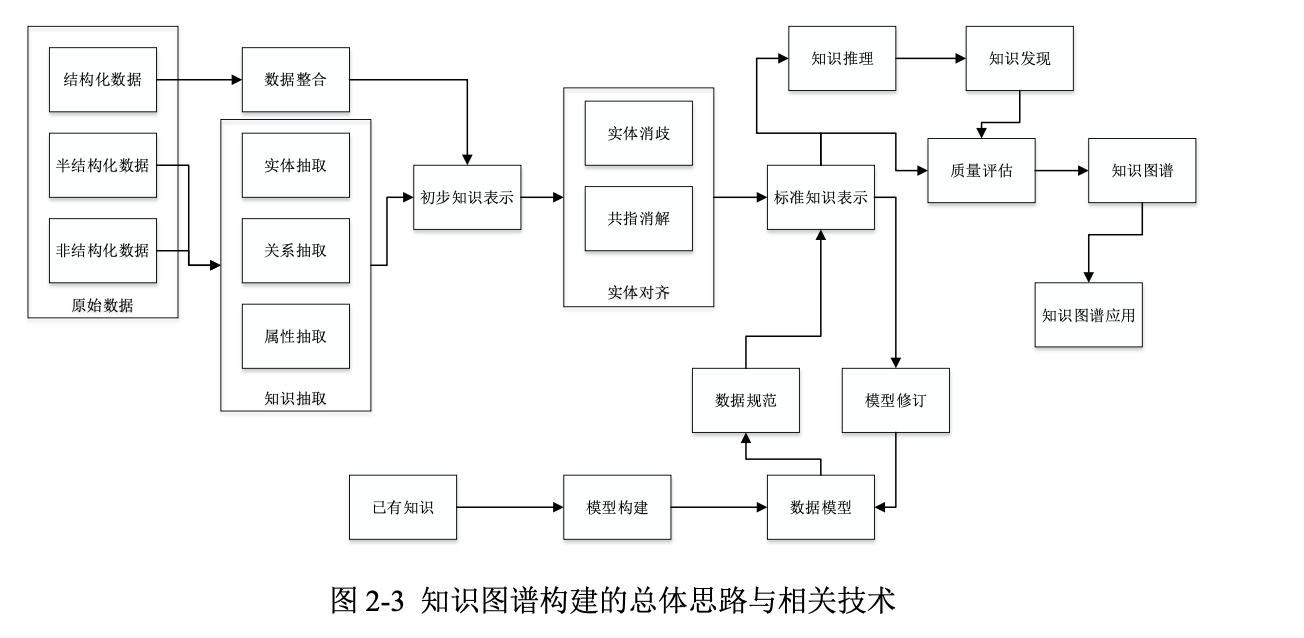 结构化数据
半结构化数据
非结构化数据
原始数据
数据整合
实体抽取
关系抽取
属性抽取
知识抽取
初步知识表示
实体消歧
共指消解
实体对齐
知识推理
知识发现
标准知识表示
质量评估
知识图谱
知识图谱应用
数据规范
模型修订
已有知识
模型构建
数据模型
图 2-3 知识图谱构建的总体思路与相关技术